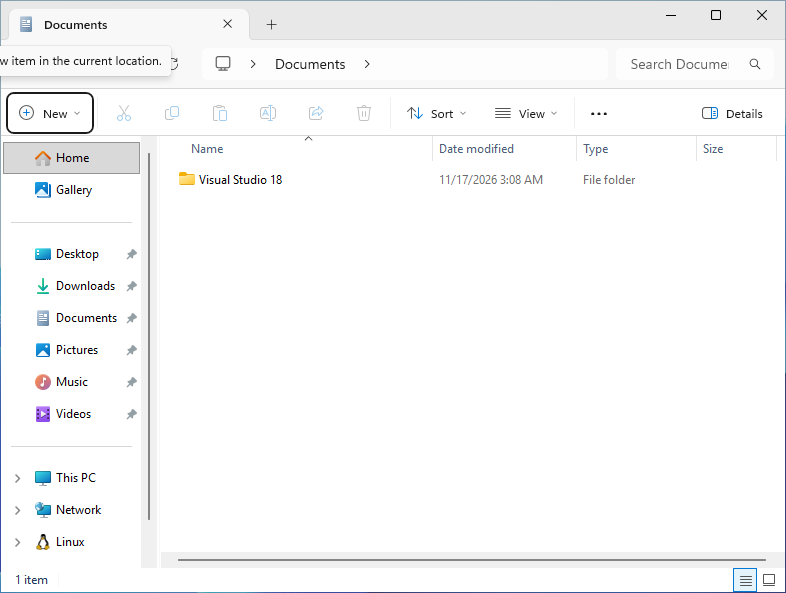 Documents
w item in the current location.
Documents
Search Documen
New
Sort
View
Details
Name
Date modified
Type
Size
Home
Gallery
Desktop
Downloads
Documents
Pictures
Music
Videos
This PC
Network
Linux
Visual Studio 18
11/17/2026 3:08 AM
File folder
1 item